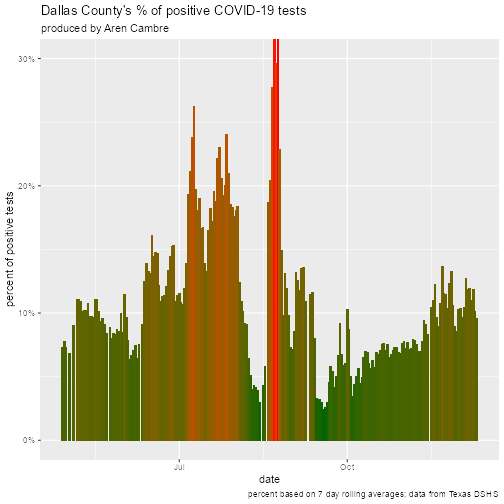 Dallas County's % of positive COVID-19 tests
produced by Aren Cambre
percent of positive tests
30%
20%
10%
0%
Jul
Oct
date
percent based on 7 day rolling averages; data from Texas DSHS